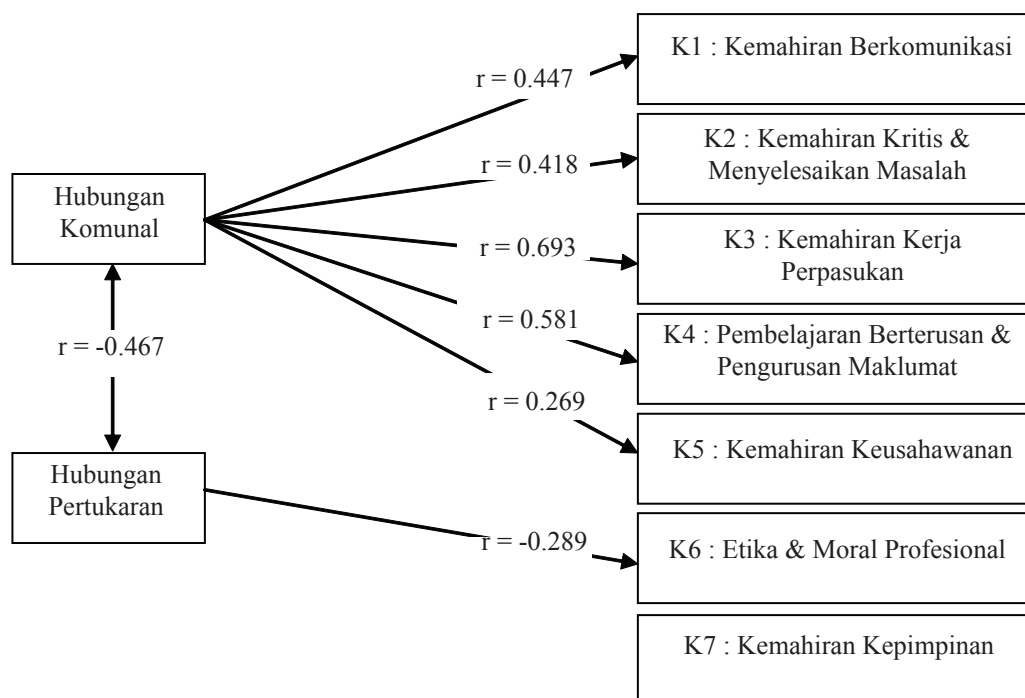 K1 : Kemahiran Berkomunikasi
r = 0.447
K2 : Kemahiran Kritis &
Menyelesaikan Masalah
r = 0.418
Hubungan
Komunal
K3 : Kemahiran Kerja
Perpasukan
r = 0.693
r = 0.581
K4 : Pembelajaran Berterusan &
Pengurusan Maklumat
r = -0.467
r = 0.269
K5 : Kemahiran Keusahawanan
Hubungan
Pertukaran
r = -0.289
K6 : Etika & Moral Profesional
K7 : Kemahiran Kepimpinan